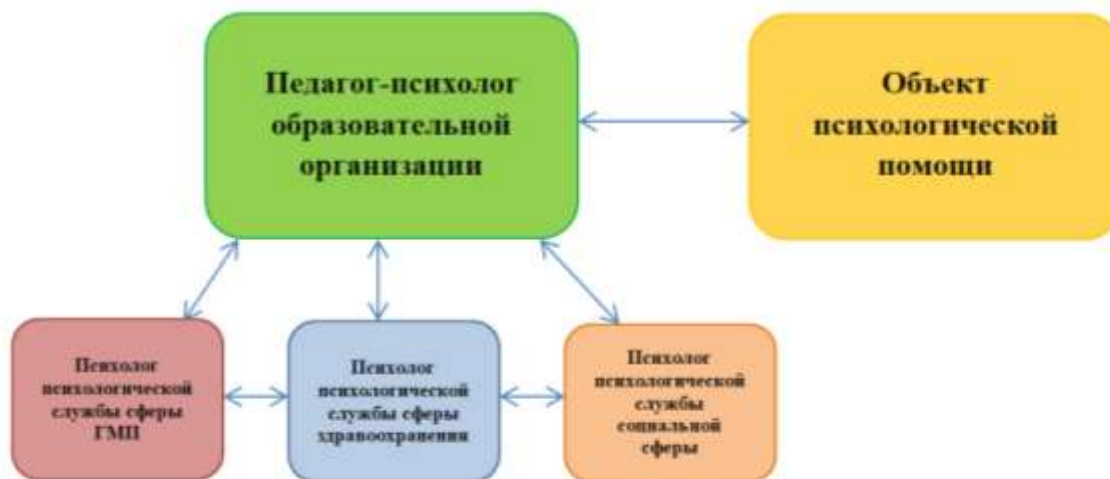 Педагог-психолог
образовательной
организации
Объект
психологической
помощи
Психолог
психологической
службы сферы
ГМП
Психолог
психологической
службы сферы
здравоохранения
Психолог
психологической
службы
социальной
сферы